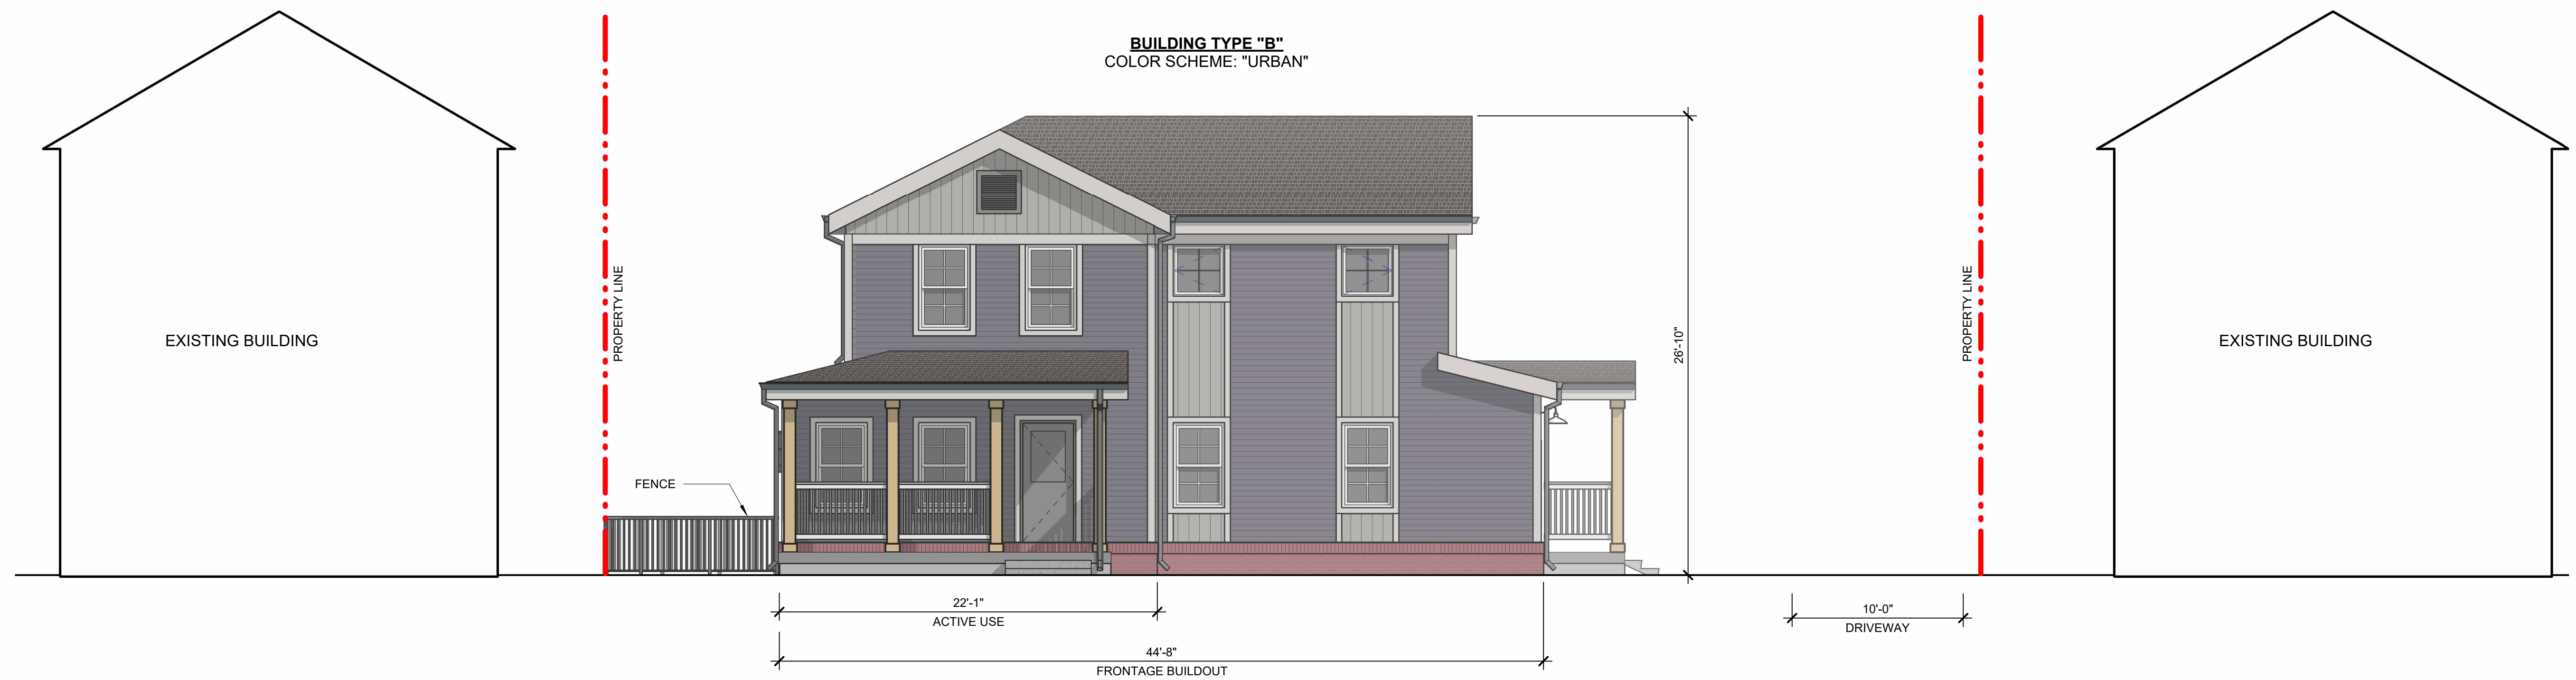 BUILDING TYPE "B"
COLOR SCHEME: "URBAN"
EXISTING BUILDING
PROPERTY LINE
FENCE
26'-10"
PROPERTY LINE
EXISTING BUILDING
22'-1"
ACTIVE USE
10'-0"
DRIVEWAY
44'-8"
FRONTAGE BUILDOUT